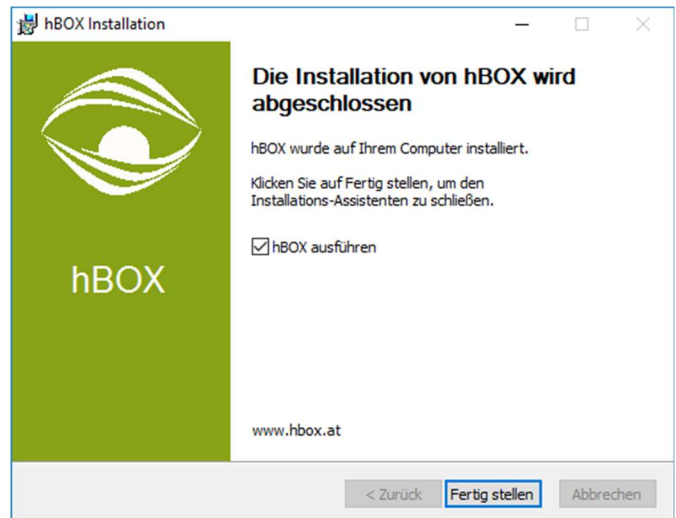 hBOX Installation
Die Installation von hBOX wird
abgeschlossen
hBOX wurde auf Ihrem Computer installiert.
Klicken Sie auf Fertig stellen, um den
Installations-Assistenten zu schließen.
hBOX ausführen
hBOX
www.hbox.at
< Zurück Fertig stellen Abbrechen